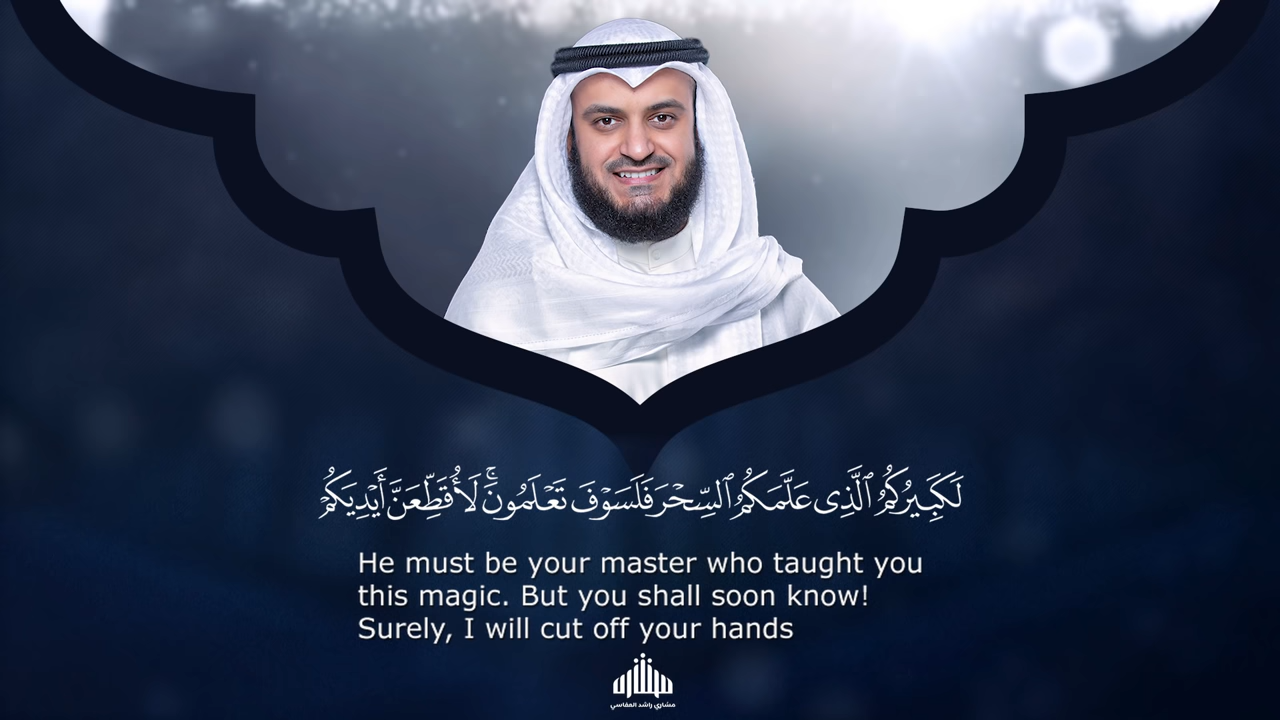 لَكَبِيرُكُمُ ٱلَّذِى عَلَّمَكُمُ ٱلسِّحْرَ فَلَسَوْفَ تَعْلَمُونَ ۚ لَأُقَطِّعَنَّ أَيْدِيَكُمْ
He must be your master who taught you
this magic. But you shall soon know!
Surely, I will cut off your hands
مشاري راشد العفاسي